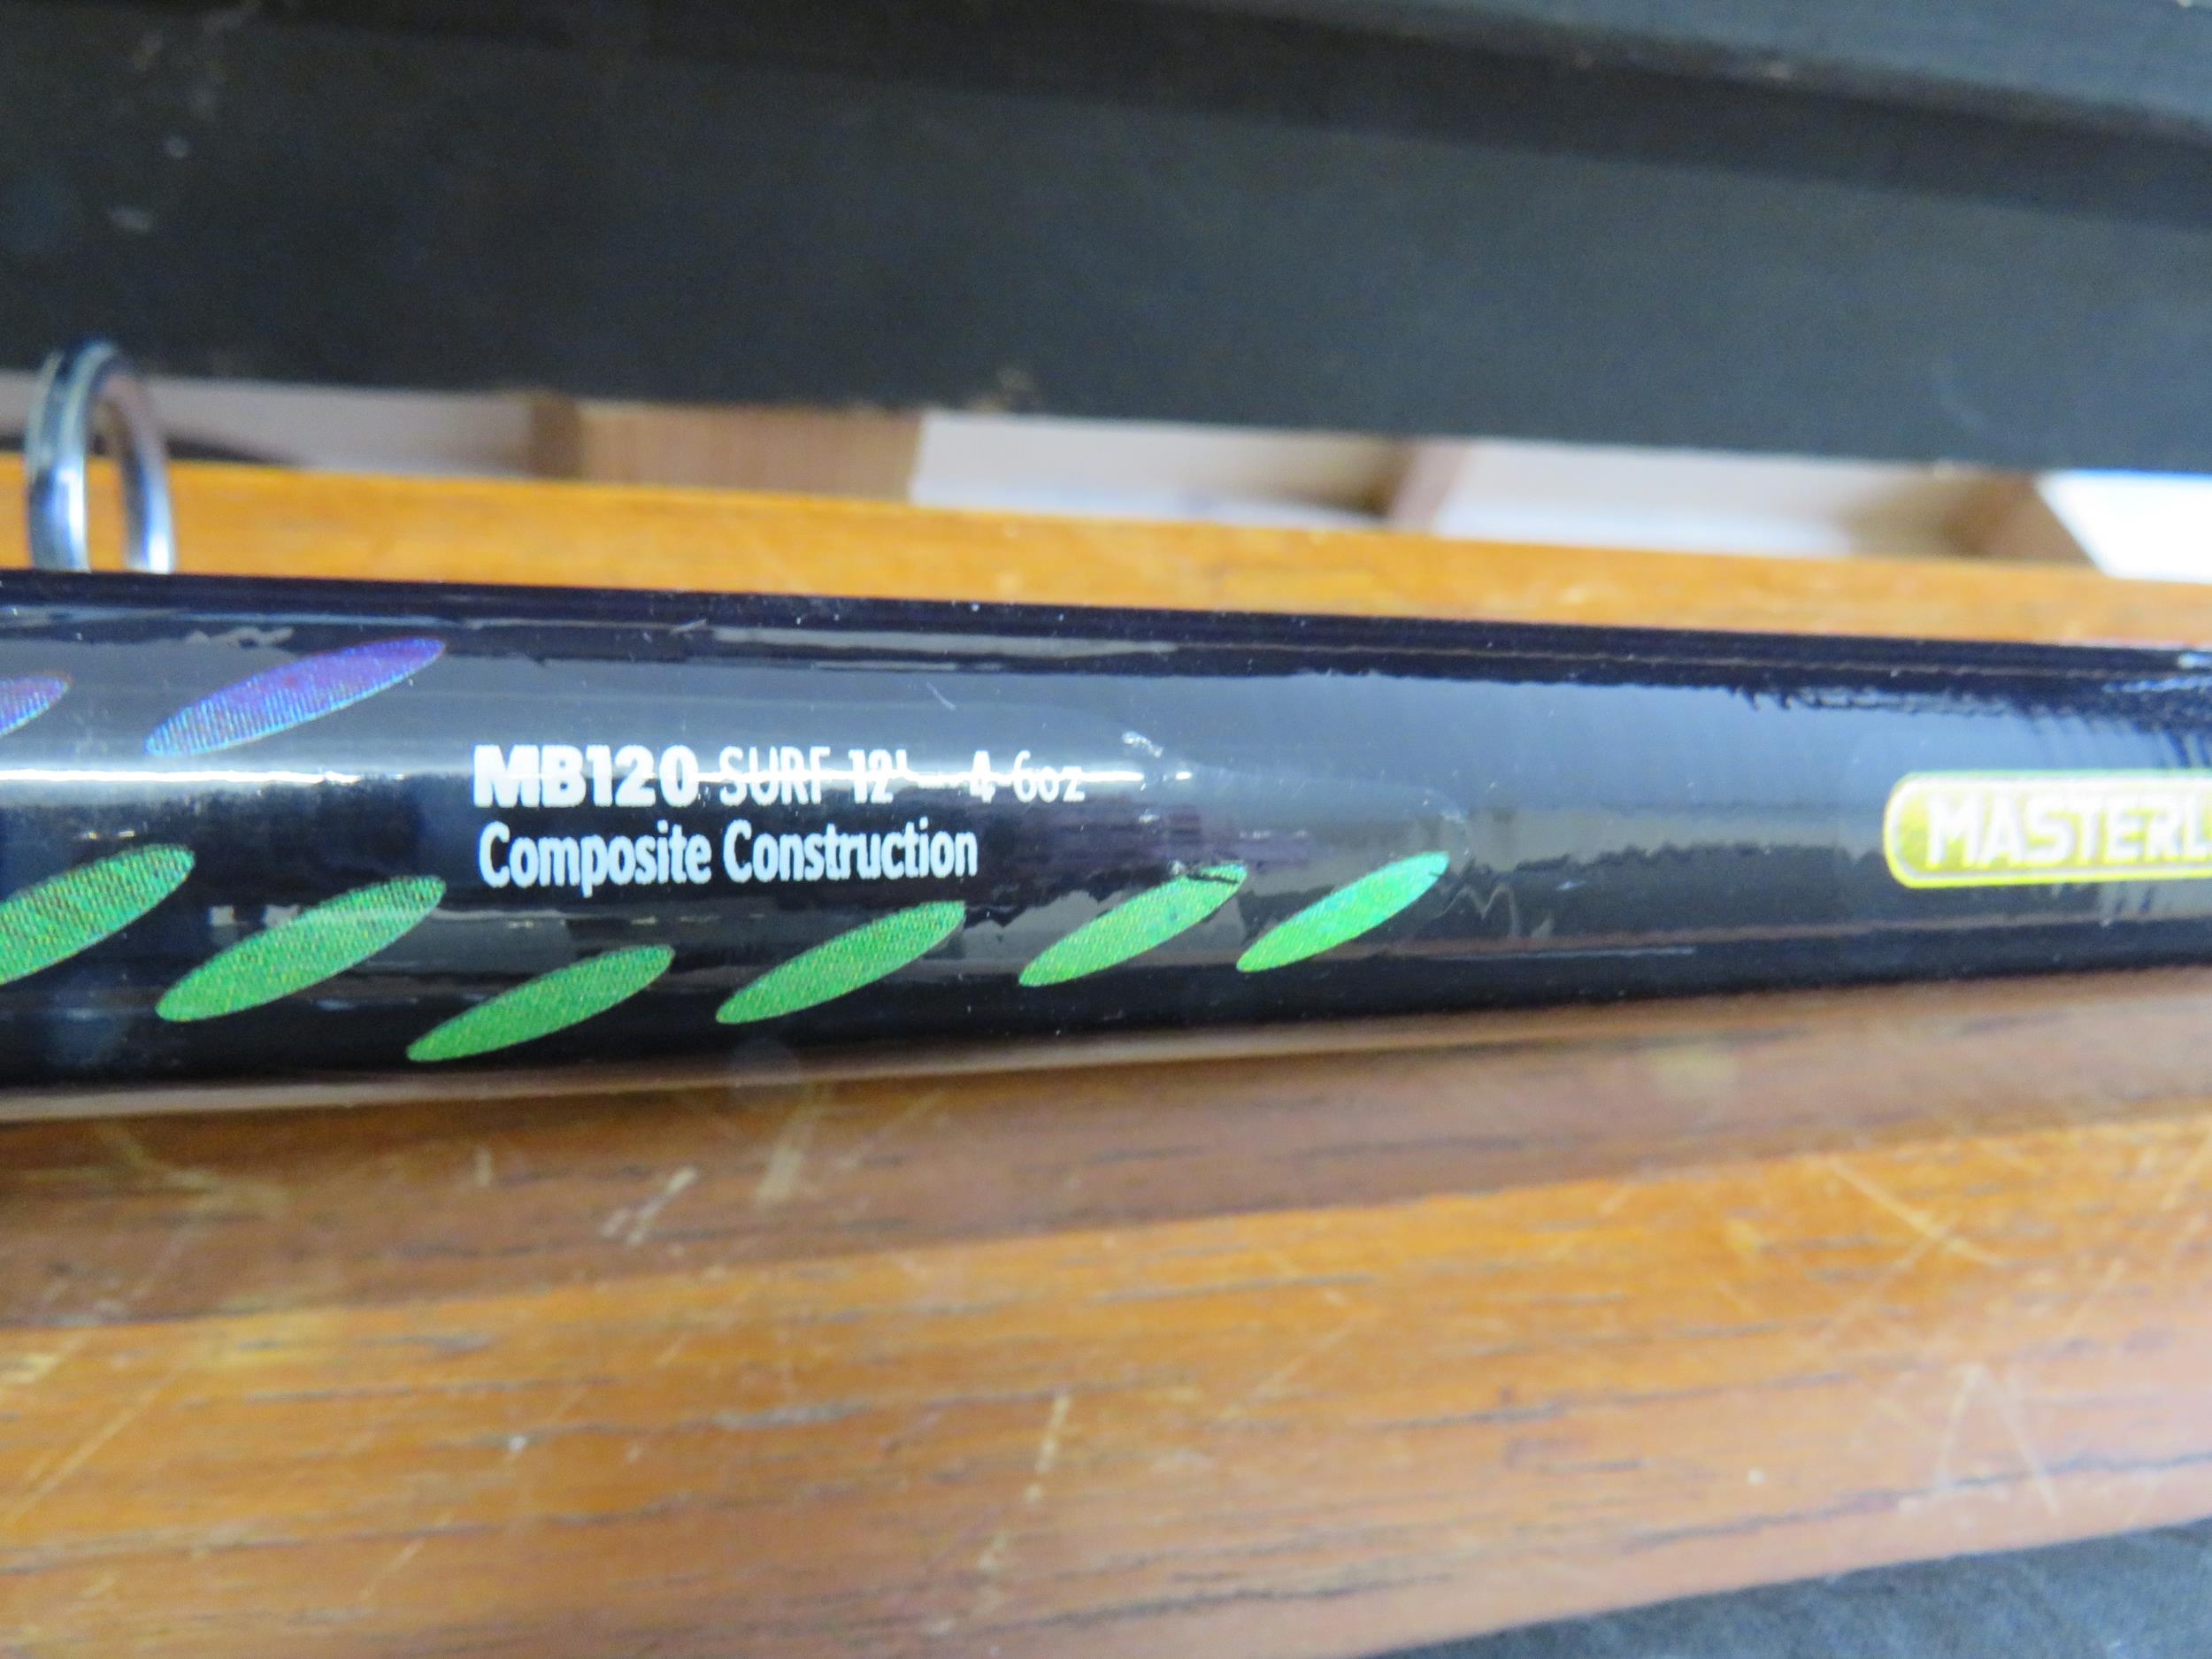 MB120 SURF 12' - 4-6oz
Composite Construction
MASTERL